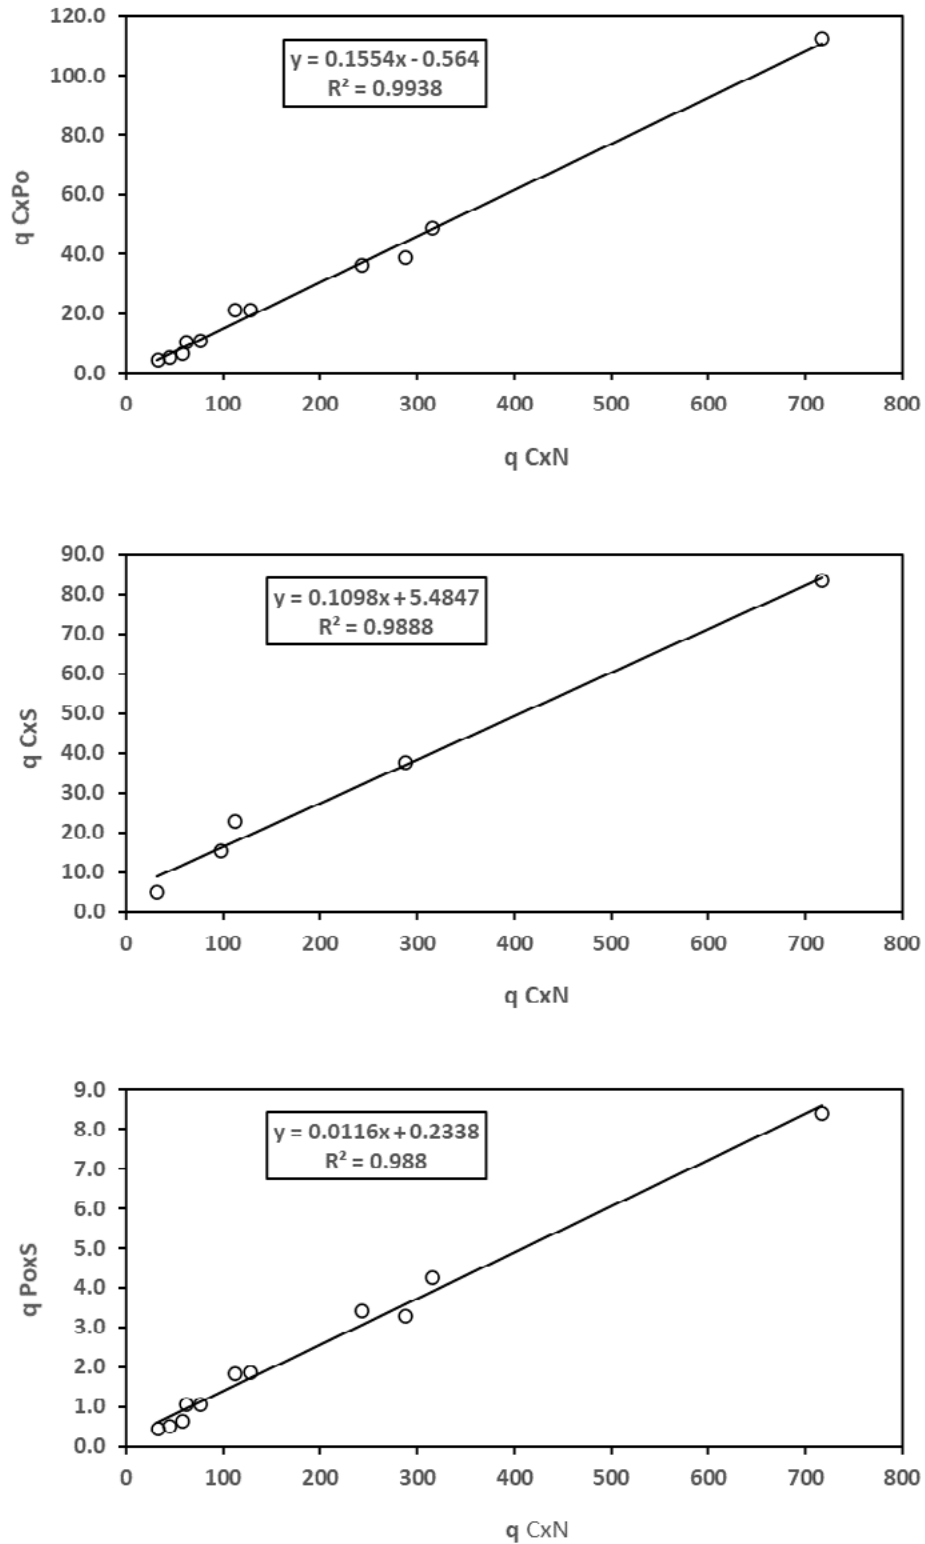 120.0
100.0
80.0
60.0
40.0
20.0
0.0
q CxPo
y = 0.1554x - 0.564
R² = 0.9938
0 100 200 300 400 500 600 700 800
q CxN
90.0
80.0
70.0
60.0
50.0
40.0
30.0
20.0
10.0
0.0
q CxS
y = 0.1098x + 5.4847
R² = 0.9888
0 100 200 300 400 500 600 700 800
q CxN
9.0
8.0
7.0
6.0
5.0
4.0
3.0
2.0
1.0
0.0
q PoxS
y = 0.0116x + 0.2338
R² = 0.988
0 100 200 300 400 500 600 700 800
q CxN